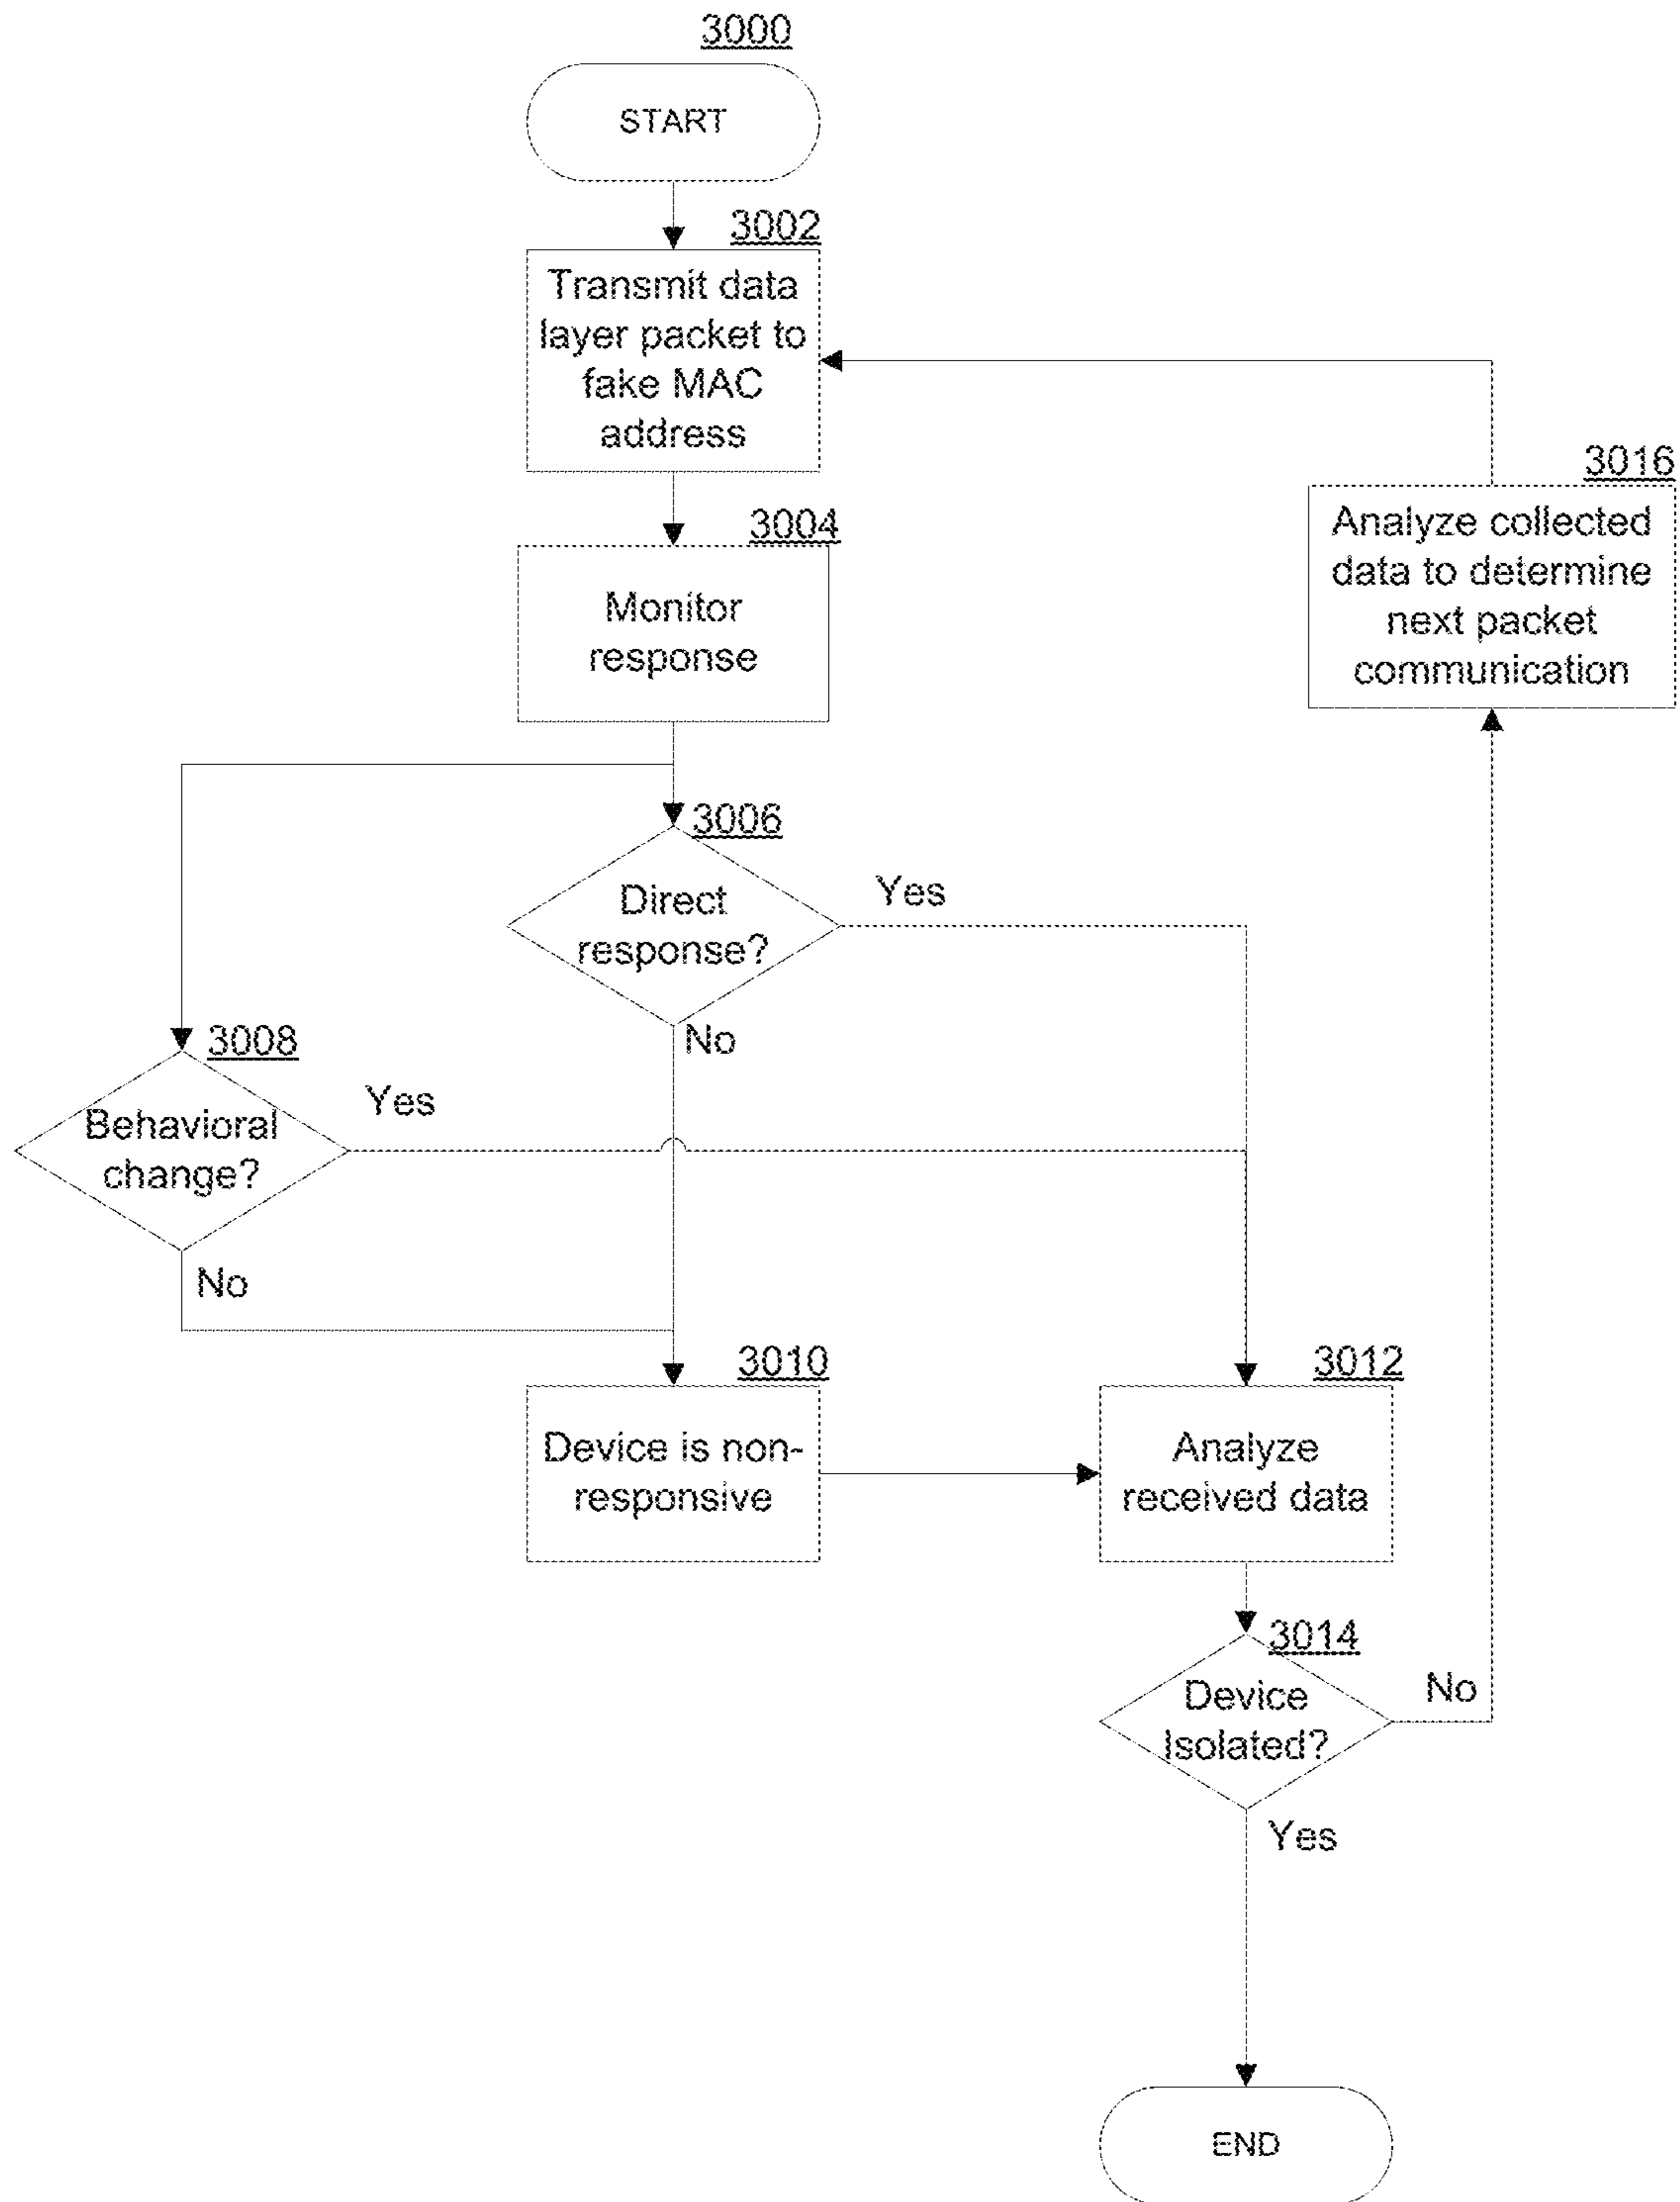 3000
START
3002
Transmit data
layer packet to
fake MAC
address
3016
Analyze collected
data to determine
next packet
communication
3004
Monitor
response
3006
Direct
response?
Yes
No
3008
Behavioral
change?
Yes
No
3010
Device is non-
responsive
3012
Analyze
received data
3014
Device
Isolated?
No
Yes
END